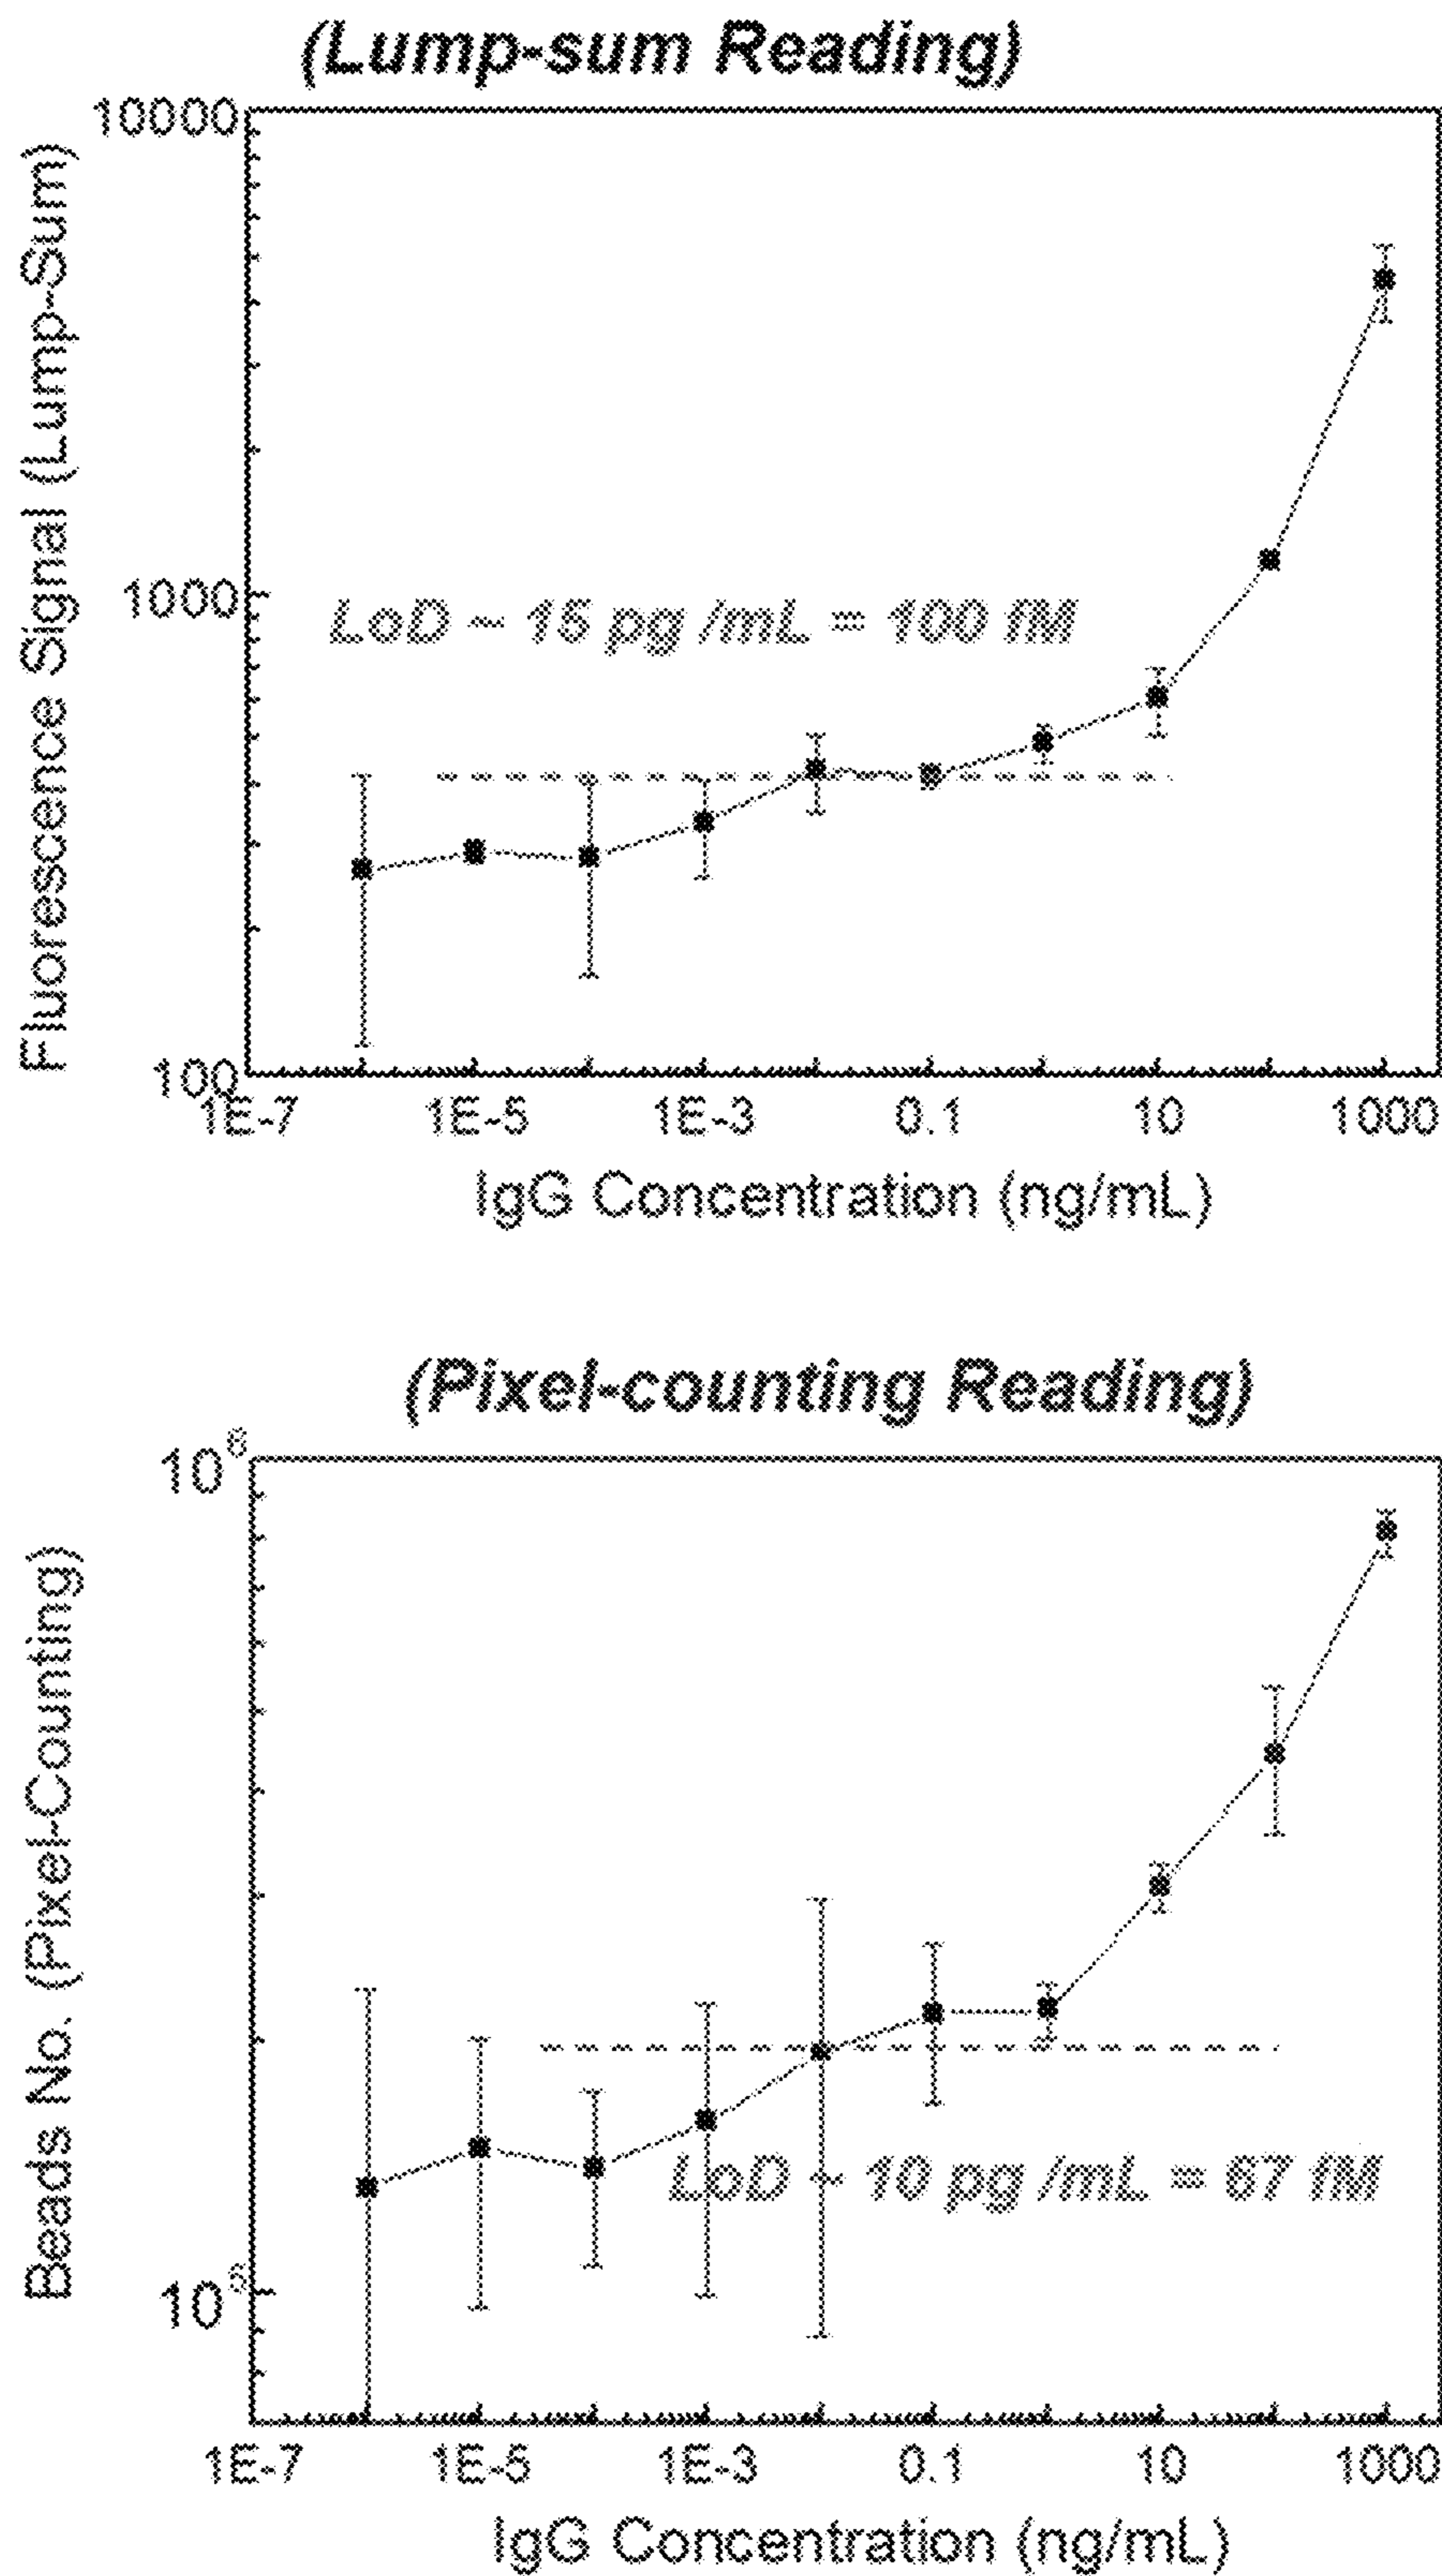 (Lump-sum Reading)
Fluorescence Signal (Lump-Sum)
10000
1000
100
LoD ~ 15 pg /mL = 100 fM
1E-7 1E-5 1E-3 0.1 10 1000
IgG Concentration (ng/mL)
(Pixel-counting Reading)
Beads No. (Pixel-Counting)
10⁶
10⁵
LoD ~ 10 pg /mL = 67 fM
1E-7 1E-5 1E-3 0.1 10 1000
IgG Concentration (ng/mL)